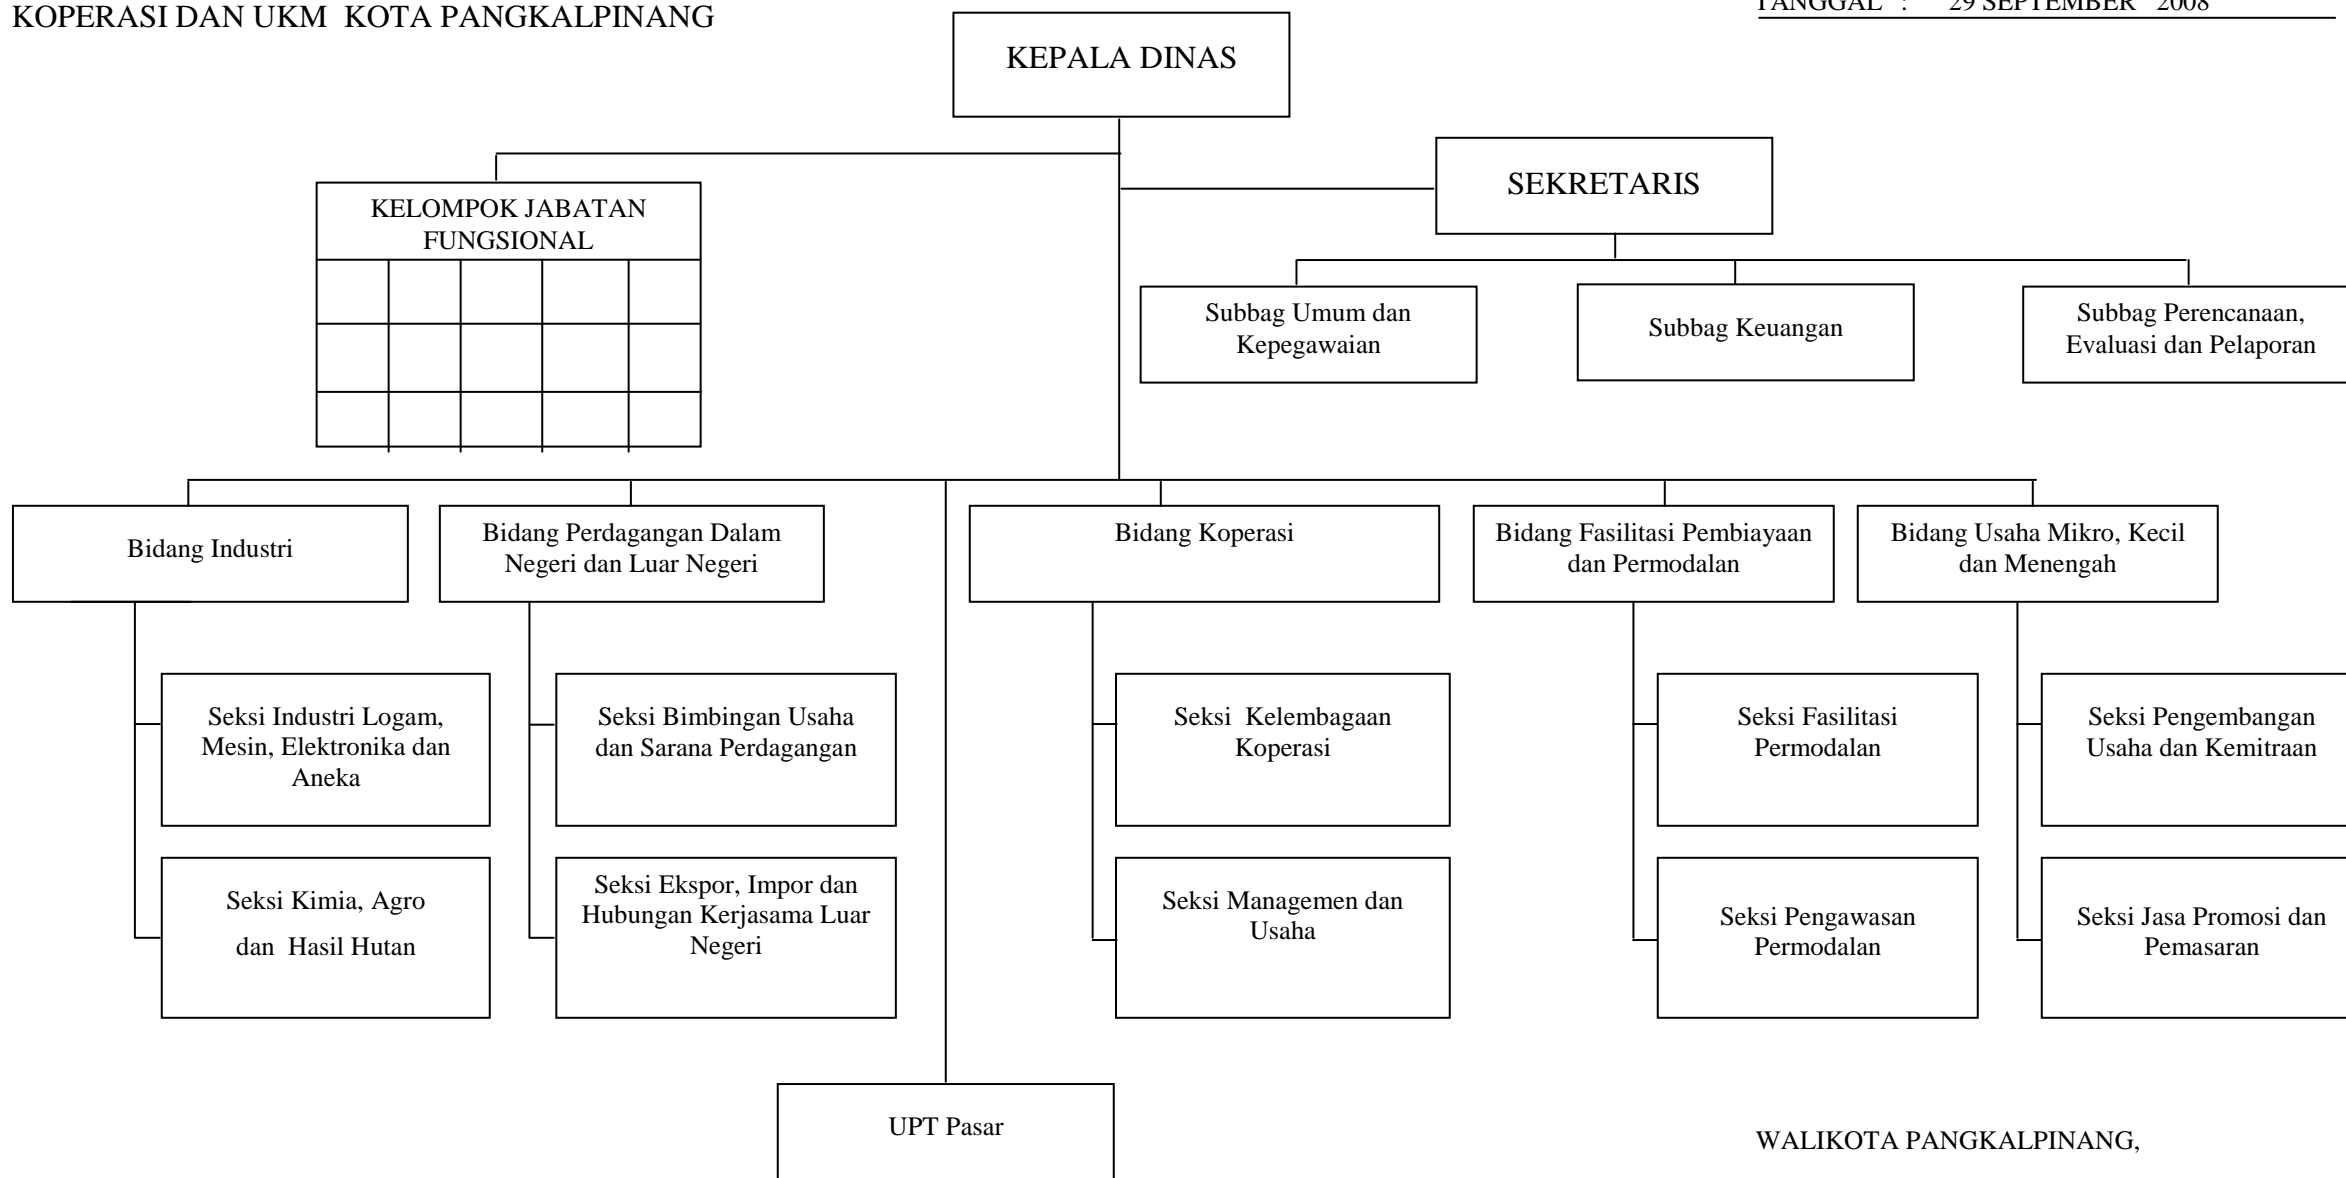 KOPERASI DAN UKM KOTA PANGKALPINANG
TANGGAL : 29 SEPTEMBER 2008
KEPALA DINAS
SEKRETARIS
KELOMPOK JABATAN
FUNGSIONAL
Subbag Umum dan
Kepegawaian
Subbag Keuangan
Subbag Perencanaan,
Evaluasi dan Pelaporan
Bidang Industri
Bidang Perdagangan Dalam
Negeri dan Luar Negeri
Bidang Koperasi
Bidang Fasilitasi Pembiayaan
dan Permodalan
Bidang Usaha Mikro, Kecil
dan Menengah
Seksi Industri Logam,
Mesin, Elektronika dan
Aneka
Seksi Bimbingan Usaha
dan Sarana Perdagangan
Seksi Kelembagaan
Koperasi
Seksi Fasilitasi
Permodalan
Seksi Pengembangan
Usaha dan Kemitraan
Seksi Kimia, Agro
dan Hasil Hutan
Seksi Ekspor, Impor dan
Hubungan Kerjasama Luar
Negeri
Seksi Managemen dan
Usaha
Seksi Pengawasan
Permodalan
Seksi Jasa Promosi dan
Pemasaran
UPT Pasar
WALIKOTA PANGKALPINANG,